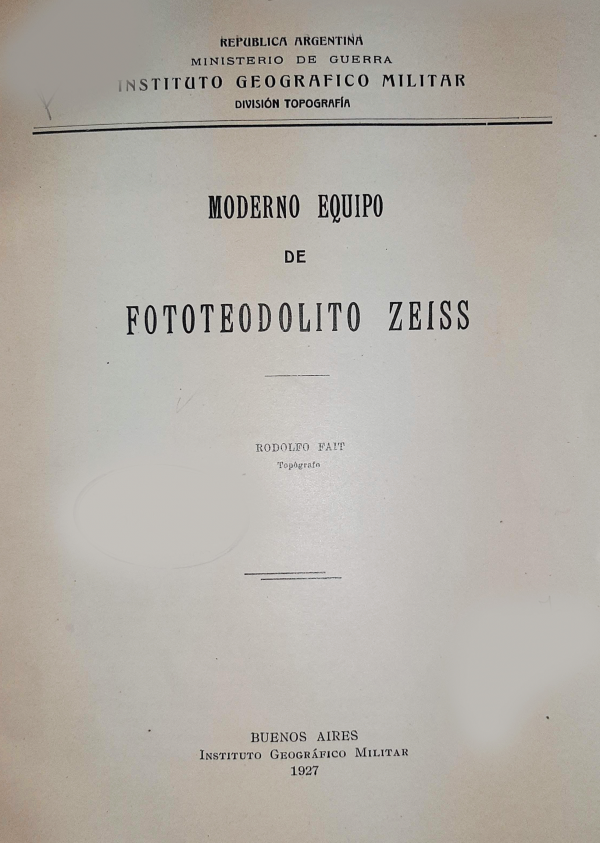 REPÚBLICA ARGENTINA
MINISTERIO DE GUERRA
INSTITUTO GEOGRAFICO MILITAR
DIVISIÓN TOPOGRAFÍA
MODERNO EQUIPO
DE
FOTOTEODOLITO ZEISS
RODOLFO FAIT
Topógrafo
BUENOS AIRES
INSTITUTO GEOGRÁFICO MILITAR
1927